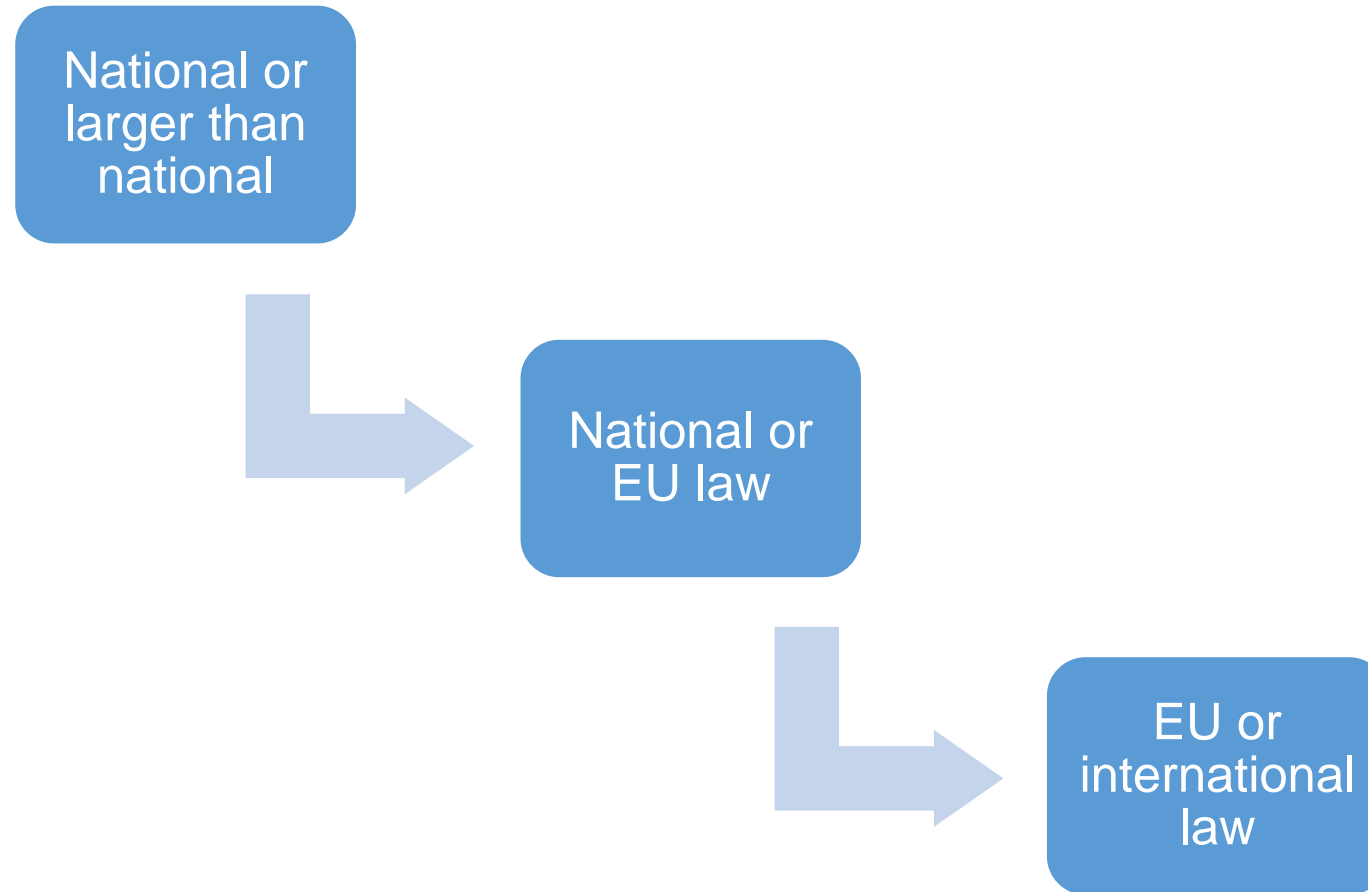 National or
larger than
national
National or
EU law
EU or
international
law